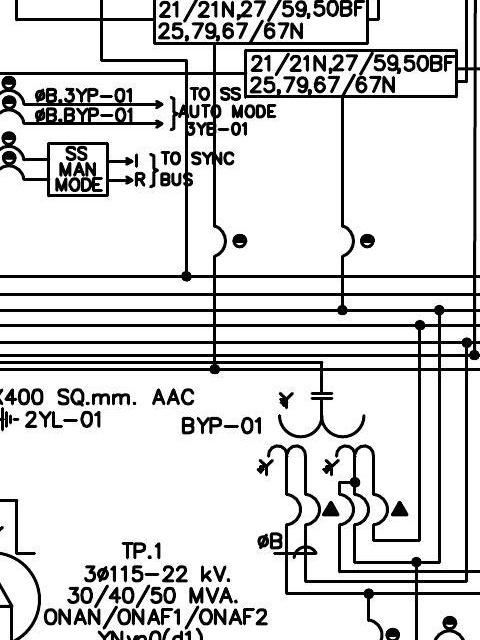 21/21N,27/59,50BF
25,79,67/67N
21/21N,27/59,50BF
25,79,67/67N
øB.3YP-01
øB.BYP-01
TO SS
AUTO MODE
3YB-01
SS
MAN
MODE
I
R
TO SYNC
BUS
X400 SQ.mm. AAC
2YL-01
BYP-01
øB
TP.1
3ø115-22 kV.
30/40/50 MVA.
ONAN/ONAF1/ONAF2
YNyn0(d1)